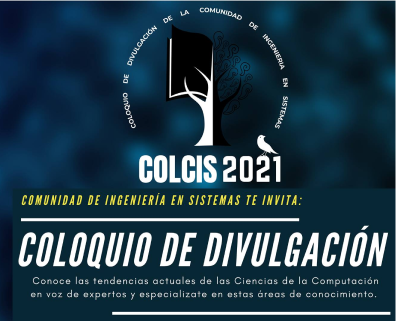 COLOQUIO DE DIVULGACIÓN DE LA COMUNIDAD DE INGENIERIA EN SISTEMAS
COLCIS 2021
COMUNIDAD DE INGENIERÍA EN SISTEMAS TE INVITA:
COLOQUIO DE DIVULGACIÓN
Conoce las tendencias actuales de las Ciencias de la Computación
en voz de expertos y especializate en estas áreas de conocimiento.